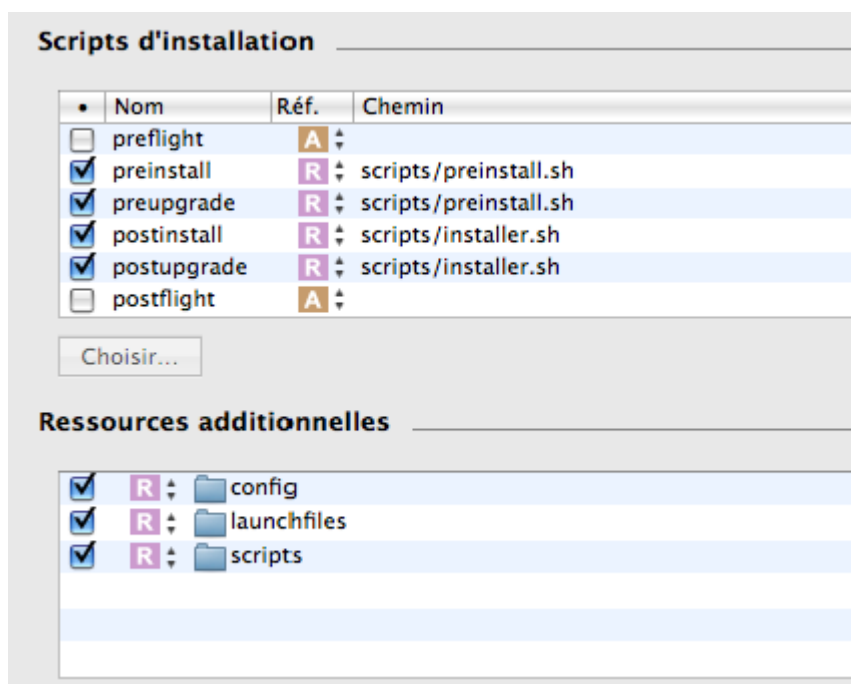 Scripts d'installation
• Nom Réf. Chemin
preflight A
preinstall R scripts/preinstall.sh
preupgrade R scripts/preinstall.sh
postinstall R scripts/installer.sh
postupgrade R scripts/installer.sh
postflight A
Choisir...
Ressources additionnelles
R config
R launchfiles
R scripts